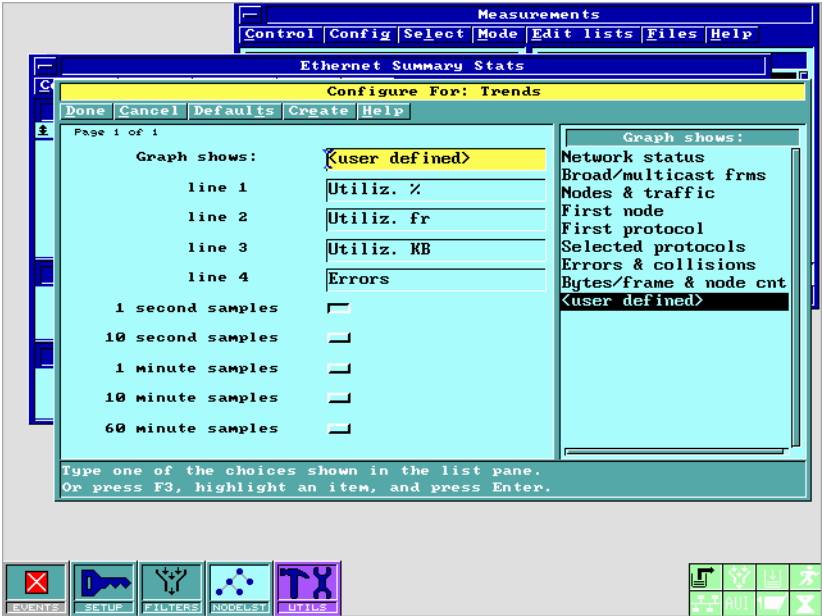 Measurements
Control Config Select Mode Edit lists Files Help
Ethernet Summary Stats
Configure For: Trends
Done Cancel Defaults Create Help
Page 1 of 1
Graph shows: <user defined>
line 1 Utiliz. %
line 2 Utiliz. fr
line 3 Utiliz. KB
line 4 Errors
1 second samples
10 second samples
1 minute samples
10 minute samples
60 minute samples
Graph shows:
Network status
Broad/multicast frms
Nodes & traffic
First node
First protocol
Selected protocols
Errors & collisions
Bytes/frame & node cnt
<user defined>
Type one of the choices shown in the list pane.
Or press F3, highlight an item, and press Enter.
EVENTS SETUP FILTERS NODELST UTILS
AUI